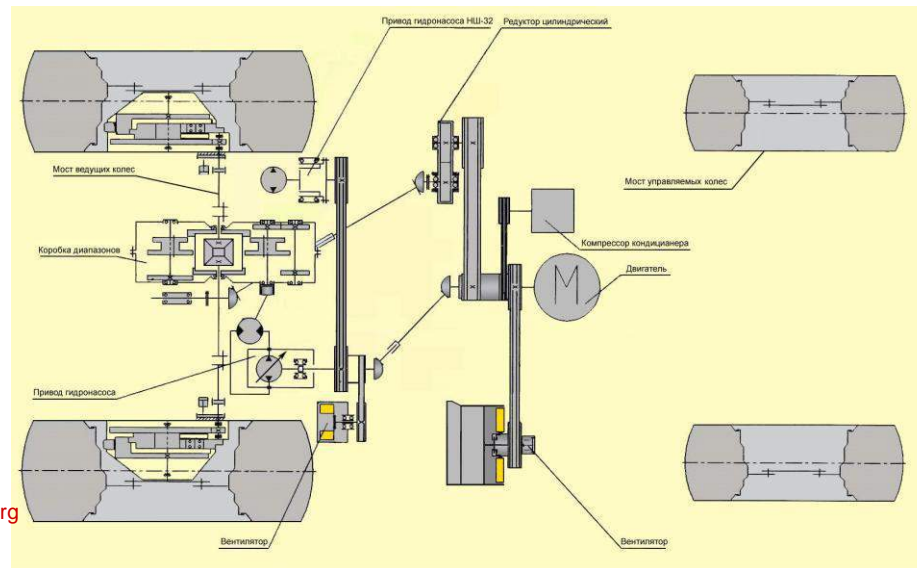 Привод гидронасоса НШ-32
Редуктор цилиндрический
Мост ведущих колес
Мост управляемых колес
Коробка диапазонов
Компрессор кондицианера
Двигатель
M
Привод гидронасоса
rg
Вентилятор
Вентилятор